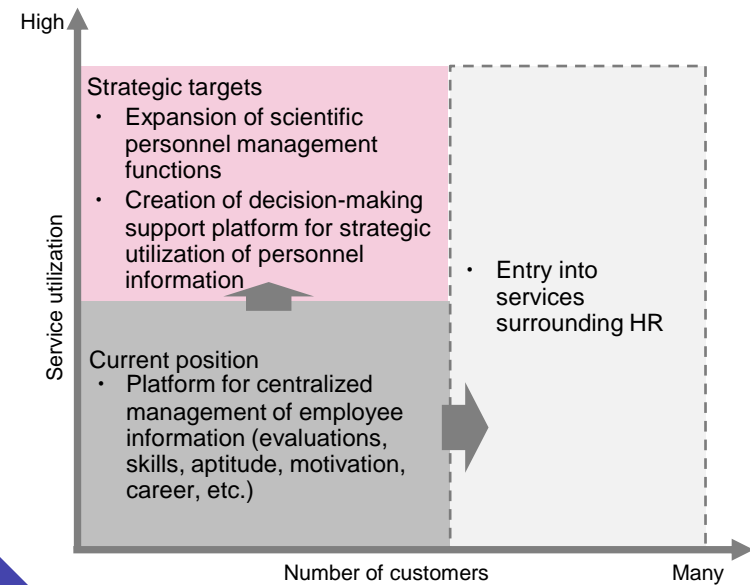 High
Strategic targets
・ Expansion of scientific
personnel management
functions
・ Creation of decision-making
support platform for strategic
utilization of personnel
information
Service utilization
・ Entry into
services
surrounding HR
Current position
・ Platform for centralized
management of employee
information (evaluations,
skills, aptitude, motivation,
career, etc.)
Number of customers
Many